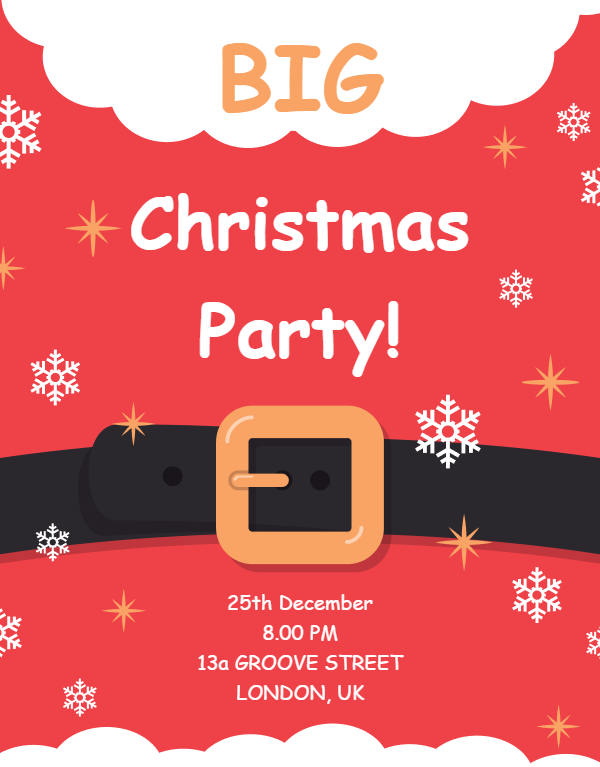 BIG
Christmas
Party!
25th December
8.00 PM
13a GROOVE STREET
LONDON, UK